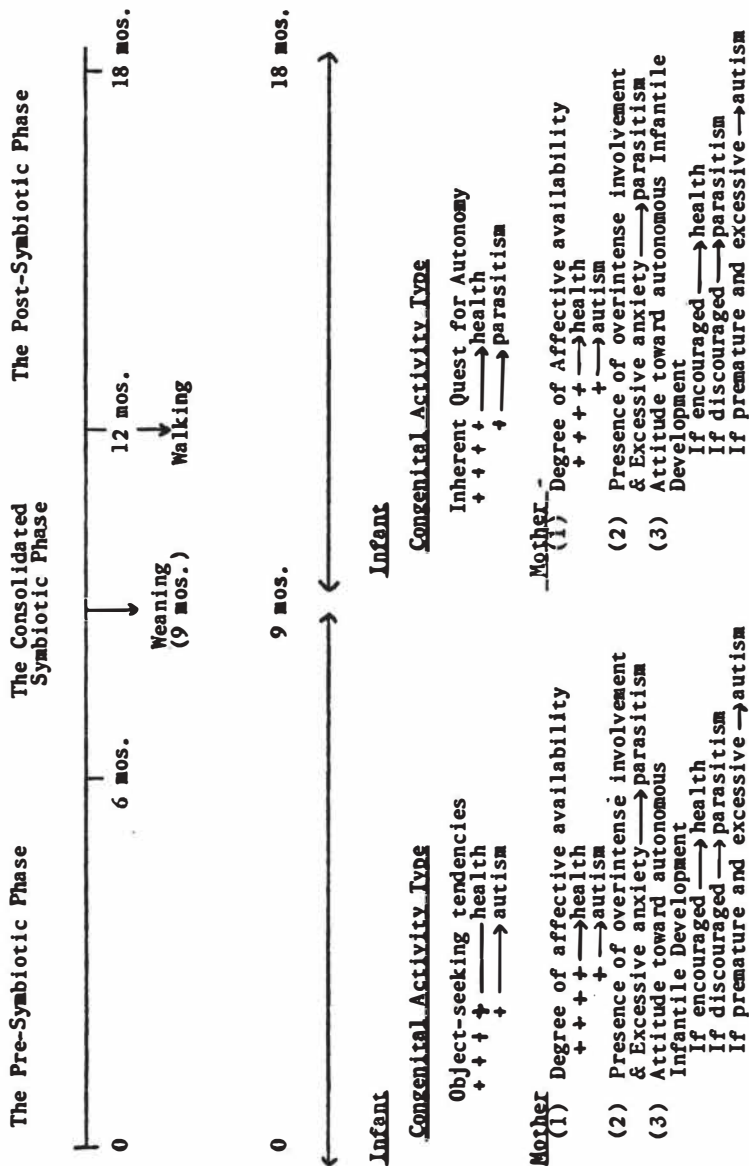 The Pre-Symbiotic Phase
The Consolidated
Symbiotic Phase
The Post-Symbiotic Phase
0
6 mos.
Weaning
(9 mos.)
12 mos.
Walking
18 mos.
0
9 mos.
18 mos.
Infant
Congenital Activity Type
Object-seeking tendencies
+ + + + → health
+ → autism
Mother
(1) Degree of affective availability
+ + + + → health
+ → autism
(2) Presence of overintense involvement
& Excessive anxiety → parasitism
(3) Attitude toward autonomous
Infantile Development
If encouraged → health
If discouraged → parasitism
If premature and excessive → autism
Infant
Congenital Activity Type
Inherent Quest for Autonomy
+ + + + → health
+ → parasitism
Mother
(1) Degree of Affective availability
+ + + + → health
+ → autism
(2) Presence of overintense involvement
& Excessive anxiety → parasitism
(3) Attitude toward autonomous Infantile
Development
If encouraged → health
If discouraged → parasitism
If premature and excessive → autism